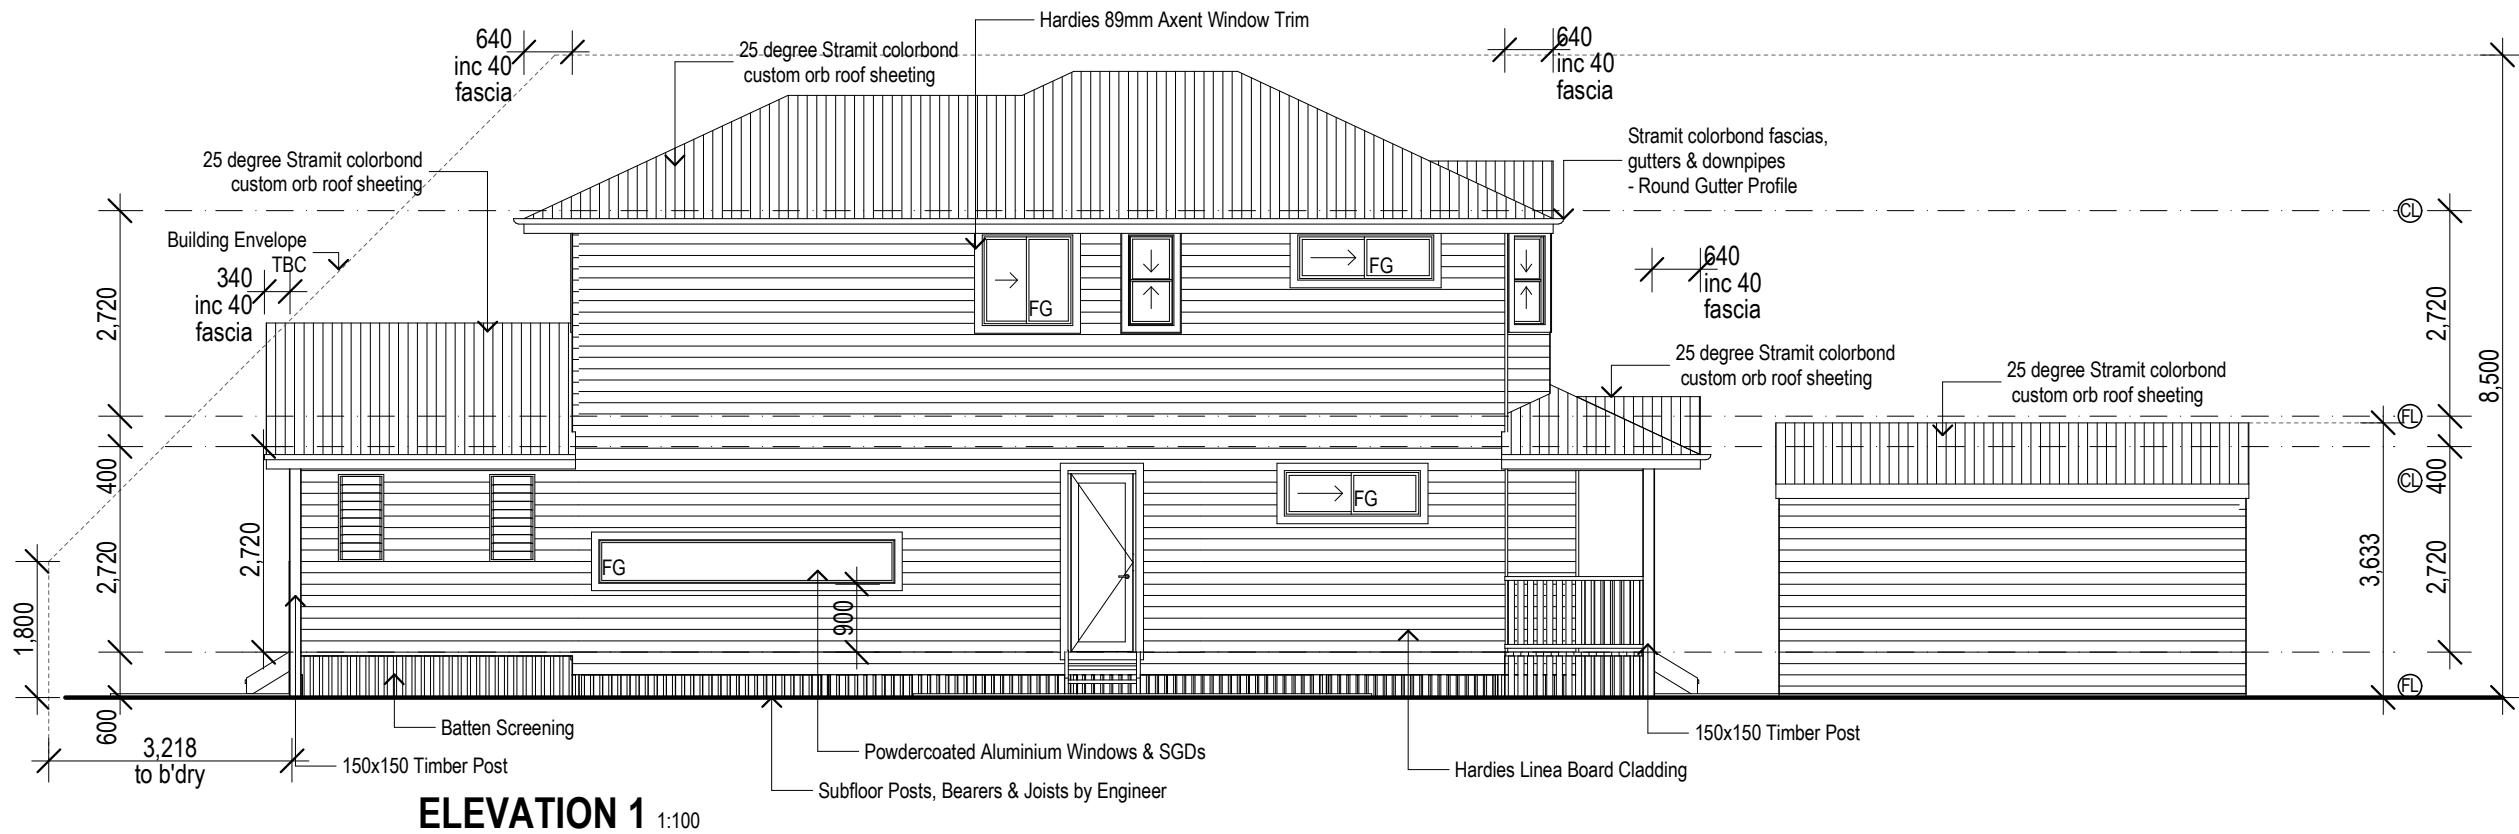 Hardies 89mm Axent Window Trim
640
inc 40
fascia
25 degree Stramit colorbond
custom orb roof sheeting
640
inc 40
fascia
25 degree Stramit colorbond
custom orb roof sheeting
Stramit colorbond fascias,
gutters & downpipes
- Round Gutter Profile
CL
Building Envelope
TBC
340
inc 40
fascia
640
inc 40
fascia
FG
FG
2,720
2,720
8,500
25 degree Stramit colorbond
custom orb roof sheeting
25 degree Stramit colorbond
custom orb roof sheeting
FL
400
400
CL
FG
FG
2,720
2,720
900
3,633
2,720
1,800
FL
600
3,218
to b'dry
Batten Screening
150x150 Timber Post
Powdercoated Aluminium Windows & SGDs
Subfloor Posts, Bearers & Joists by Engineer
150x150 Timber Post
Hardies Linea Board Cladding
ELEVATION 1 1:100